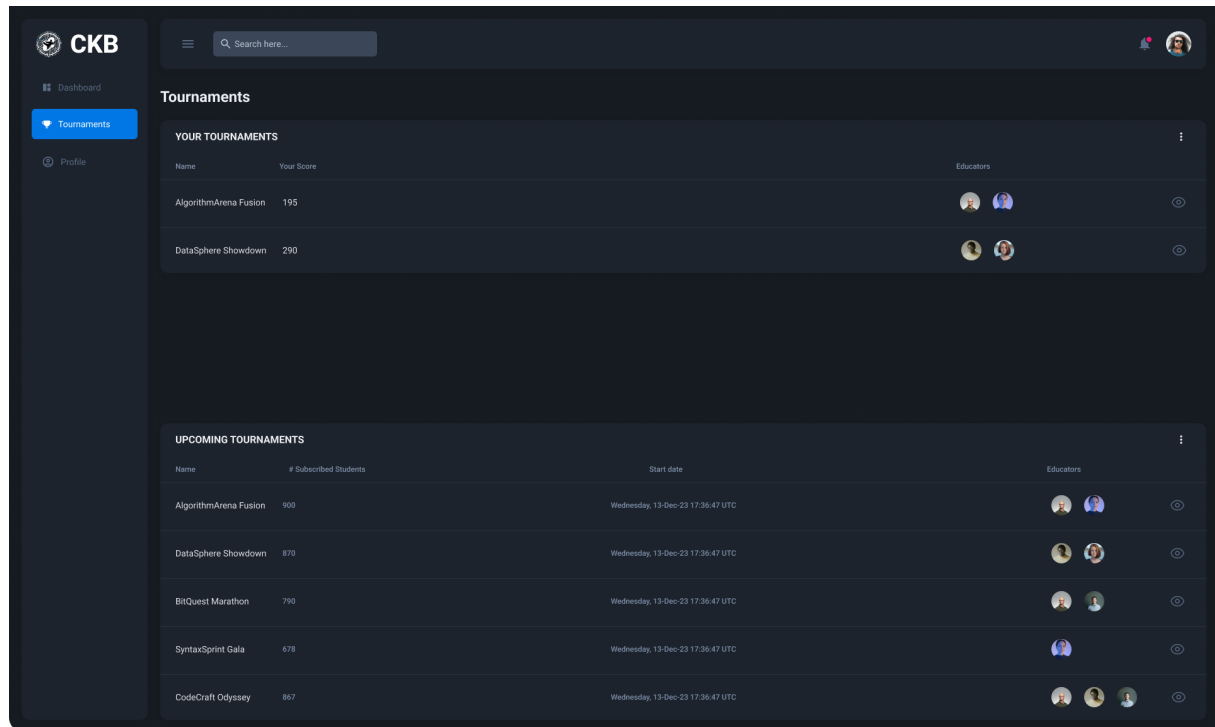 CKB
Search here...
Dashboard
Tournaments
Profile
Tournaments
YOUR TOURNAMENTS
Name Your Score Educators
AlgorithmArena Fusion 195
DataSphere Showdown 290
UPCOMING TOURNAMENTS
Name # Subscribed Students Start date Educators
AlgorithmArena Fusion 900 Wednesday, 13-Dec-23 17:36:47 UTC
DataSphere Showdown 870 Wednesday, 13-Dec-23 17:36:47 UTC
BitQuest Marathon 790 Wednesday, 13-Dec-23 17:36:47 UTC
SyntaxSprint Gala 678 Wednesday, 13-Dec-23 17:36:47 UTC
CodeCraft Odyssey 867 Wednesday, 13-Dec-23 17:36:47 UTC